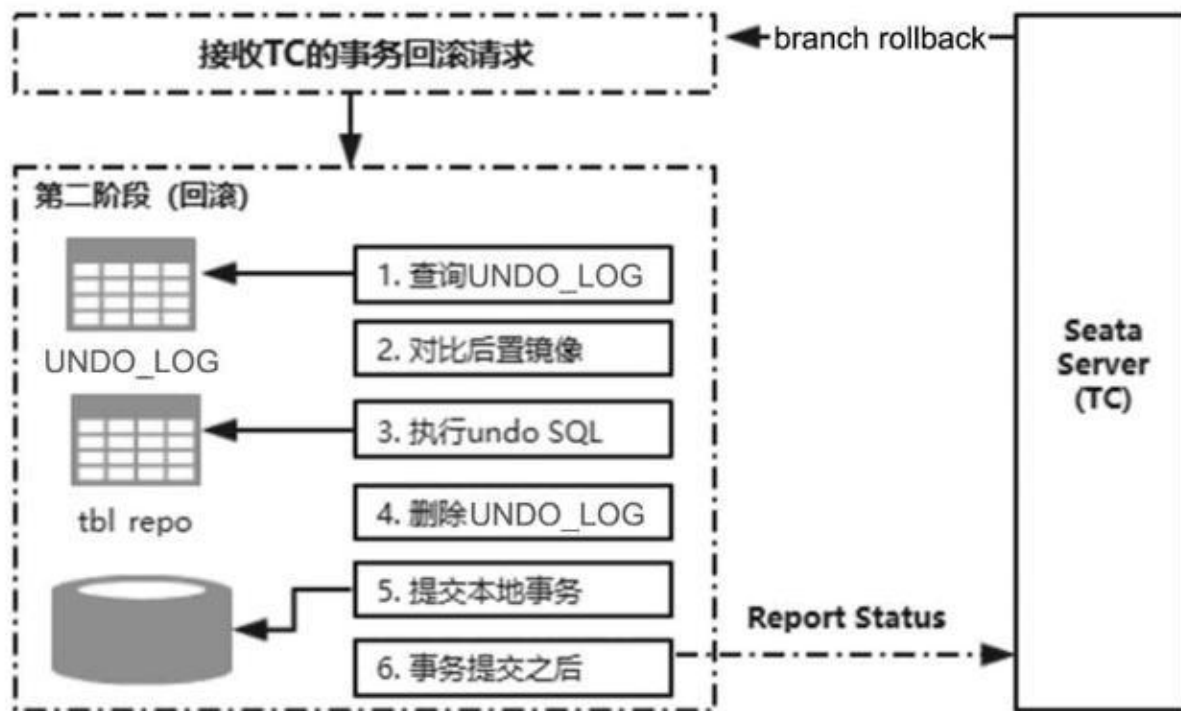 接收TC的事务回滚请求
branch rollback
第二阶段 (回滚)
1. 查询UNDO_LOG
UNDO_LOG
2. 对比后置镜像
3. 执行undo SQL
tbl repo
4. 删除UNDO_LOG
5. 提交本地事务
6. 事务提交之后
Report Status
Seata
Server
(TC)